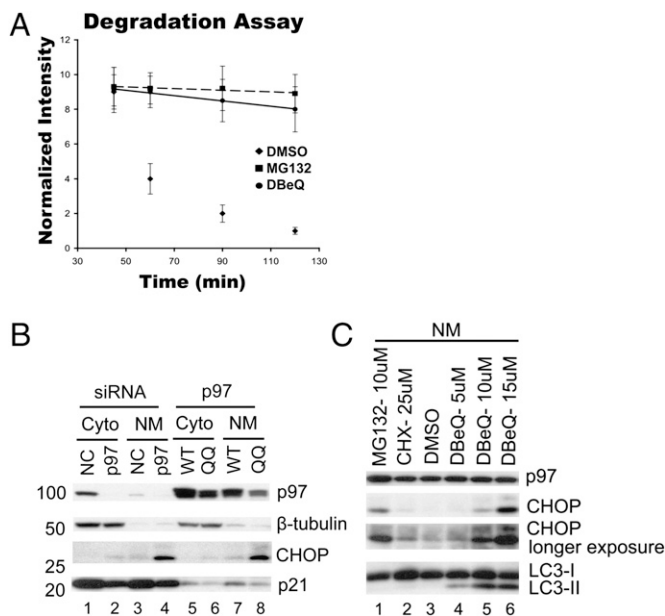 A
Degradation Assay
Normalized Intensity
12
10
8
6
4
2
0
DMSO
MG132
DBeQ
30 50 70 90 110 130
Time (min)
B
siRNA p97
Cyto NM Cyto NM
NC p97 NC p97 WT QQ WT QQ
100 p97
50 β-tubulin
CHOP
25
20 p21
1 2 3 4 5 6 7 8
C
NM
MG132- 10uM
CHX- 25uM
DMSO
DBeQ- 5uM
DBeQ- 10uM
DBeQ- 15uM
p97
CHOP
CHOP
longer exposure
LC3-I
LC3-II
1 2 3 4 5 6